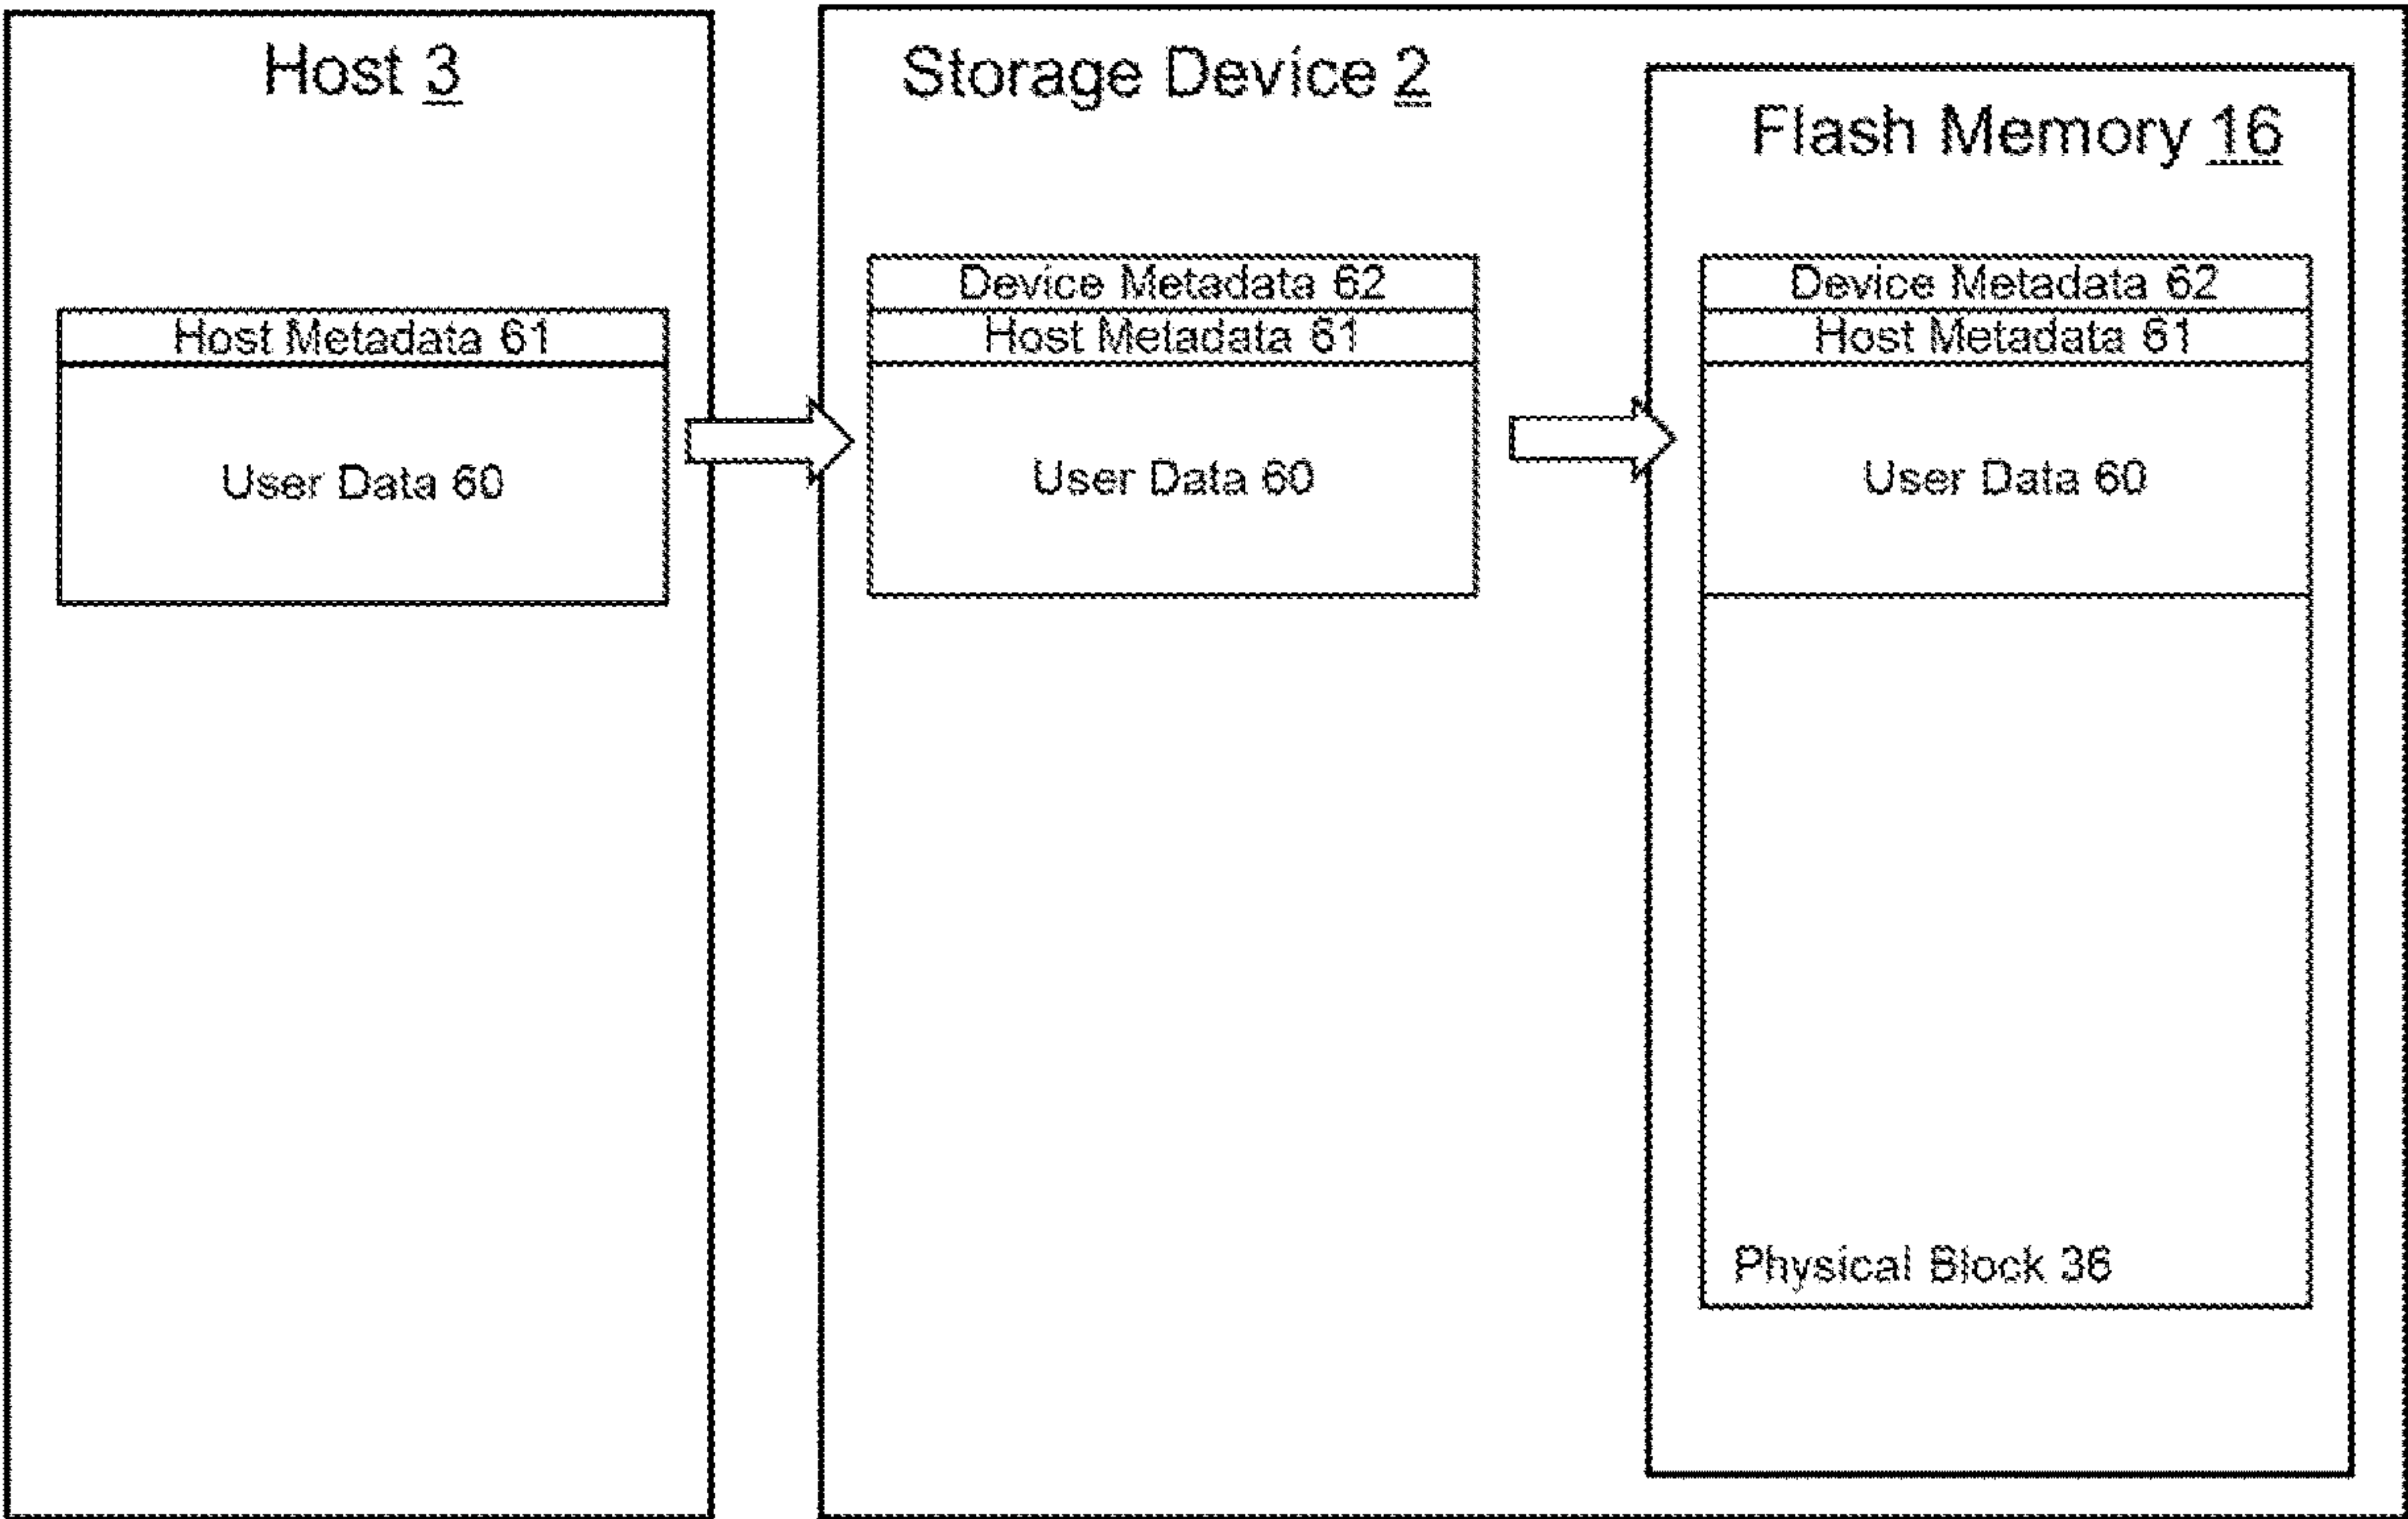 Host 3
Host Metadata 61
User Data 60
Storage Device 2
Device Metadata 62
Host Metadata 61
User Data 60
Flash Memory 16
Device Metadata 62
Host Metadata 61
User Data 60
Physical Block 36